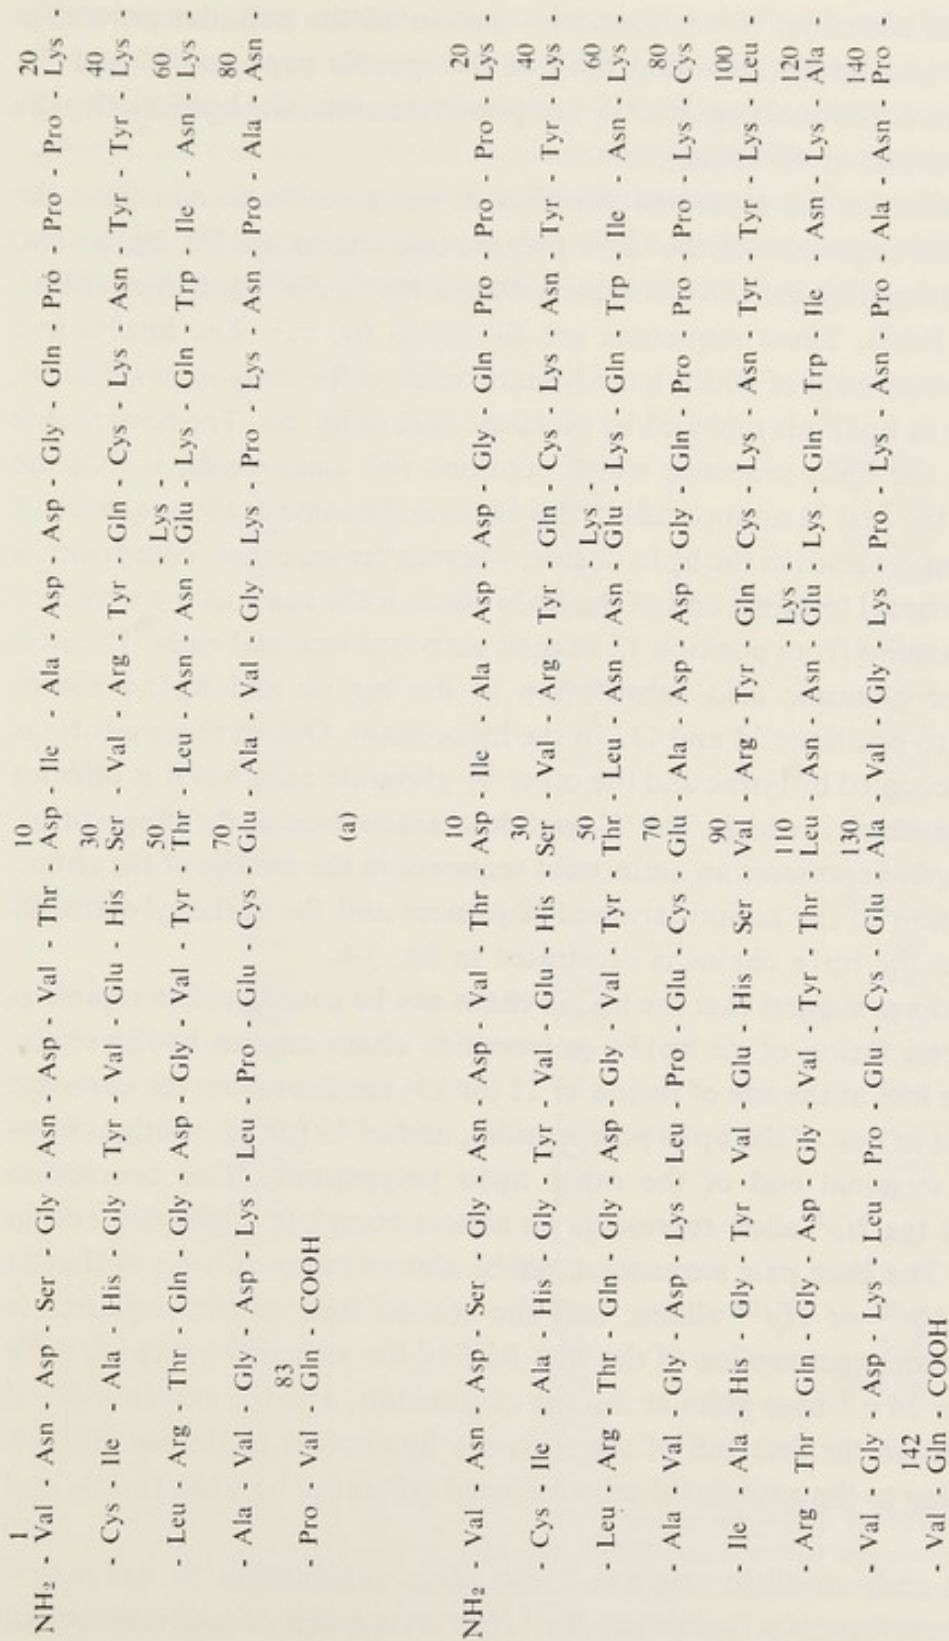 1 10 20
NH₂ - Val - Asn - Asp - Ser - Gly - Asn - Asp - Val - Thr - Asp - Ile - Ala - Asp - Asp - Gly - Gln - Pro - Pro - Pro - Lys -
30 40
- Cys - Ile - Ala - His - Gly - Tyr - Val - Glu - His - Ser - Val - Arg - Tyr - Gln - Cys - Lys - Asn - Tyr - Tyr - Lys -
50 Lys - 60
- Leu - Arg - Thr - Gln - Gly - Asp - Gly - Val - Tyr - Thr - Leu - Asn - Asn - Glu - Lys - Gln - Trp - Ile - Asn - Lys -
70 80
- Ala - Val - Gly - Asp - Lys - Leu - Pro - Glu - Cys - Glu - Ala - Val - Gly - Lys - Pro - Lys - Asn - Pro - Ala - Asn -
83
- Pro - Val - Gln - COOH
(a)
10 20
NH₂ - Val - Asn - Asp - Ser - Gly - Asn - Asp - Val - Thr - Asp - Ile - Ala - Asp - Asp - Gly - Gln - Pro - Pro - Pro - Lys -
30 40
- Cys - Ile - Ala - His - Gly - Tyr - Val - Glu - His - Ser - Val - Arg - Tyr - Gln - Cys - Lys - Asn - Tyr - Tyr - Lys -
50 Lys - 60
- Leu - Arg - Thr - Gln - Gly - Asp - Gly - Val - Tyr - Thr - Leu - Asn - Asn - Glu - Lys - Gln - Trp - Ile - Asn - Lys -
70 80
- Ala - Val - Gly - Asp - Lys - Leu - Pro - Glu - Cys - Glu - Ala - Asp - Asp - Gly - Gln - Pro - Pro - Pro - Lys - Cys -
90 100
- Ile - Ala - His - Gly - Tyr - Val - Glu - His - Ser - Val - Arg - Tyr - Gln - Cys - Lys - Asn - Tyr - Tyr - Lys - Leu -
110 - Lys - 120
- Arg - Thr - Gln - Gly - Asp - Gly - Val - Tyr - Thr - Leu - Asn - Asn - Glu - Lys - Gln - Trp - Ile - Asn - Lys - Ala -
130 140
- Val - Gly - Asp - Lys - Leu - Pro - Glu - Cys - Glu - Ala - Val - Gly - Lys - Pro - Lys - Asn - Pro - Ala - Asn - Pro -
142
- Val - Gln - COOH